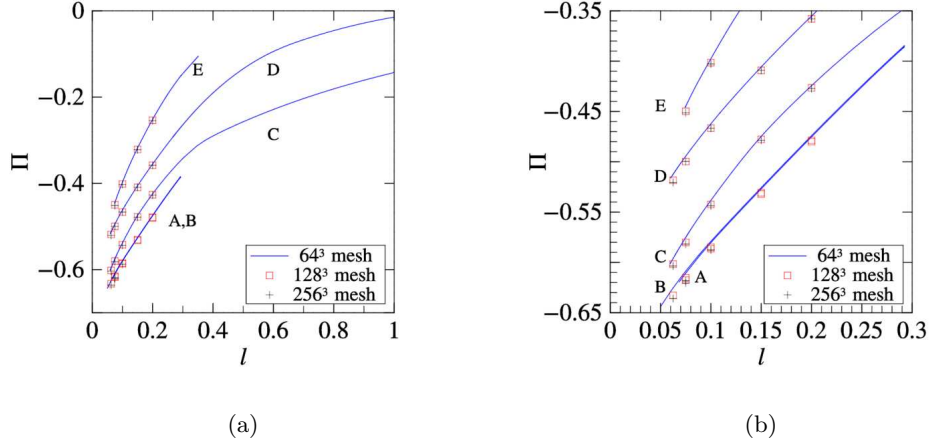 0
−0.2
−0.4
−0.6
Π
0
0.2
0.4
0.6
0.8
1
l
E
D
C
A,B
64³ mesh
128³ mesh
256³ mesh
(a)
−0.35
−0.45
−0.55
−0.65
Π
0
0.05
0.1
0.15
0.2
0.25
0.3
l
E
D
C
B
A
64³ mesh
128³ mesh
256³ mesh
(b)